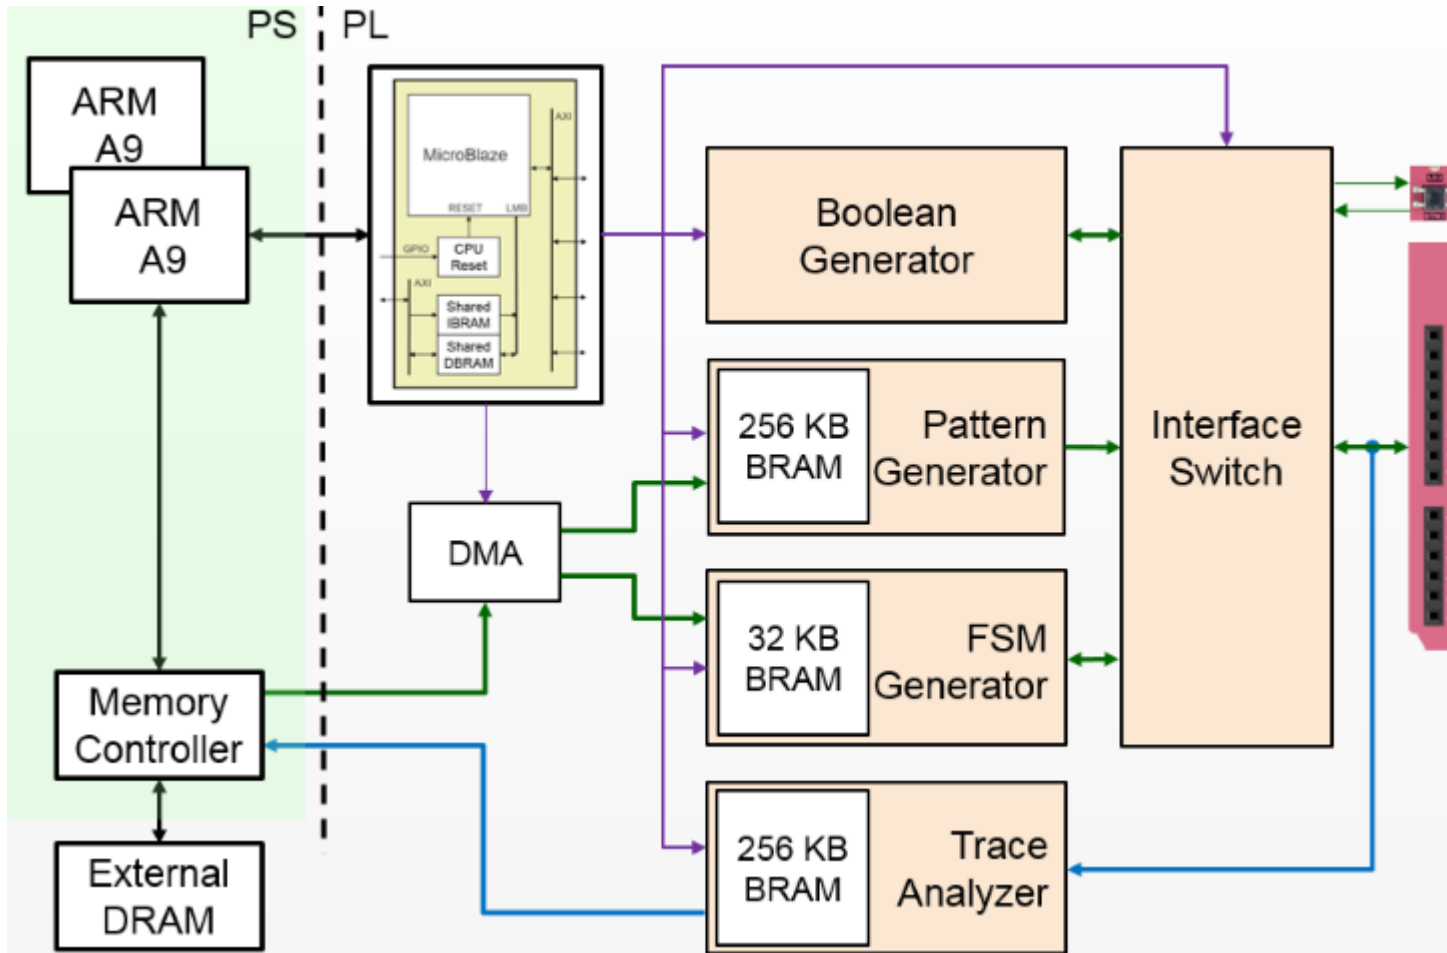 PS
PL
ARM
A9
ARM
A9
MicroBlaze
AXI
RESET
LMB
GPIO
CPU
Reset
AXI
Shared
IBRAM
Shared
DBRAM
Boolean
Generator
256 KB
BRAM
Pattern
Generator
Interface
Switch
DMA
32 KB
BRAM
FSM
Generator
Memory
Controller
256 KB
BRAM
Trace
Analyzer
External
DRAM